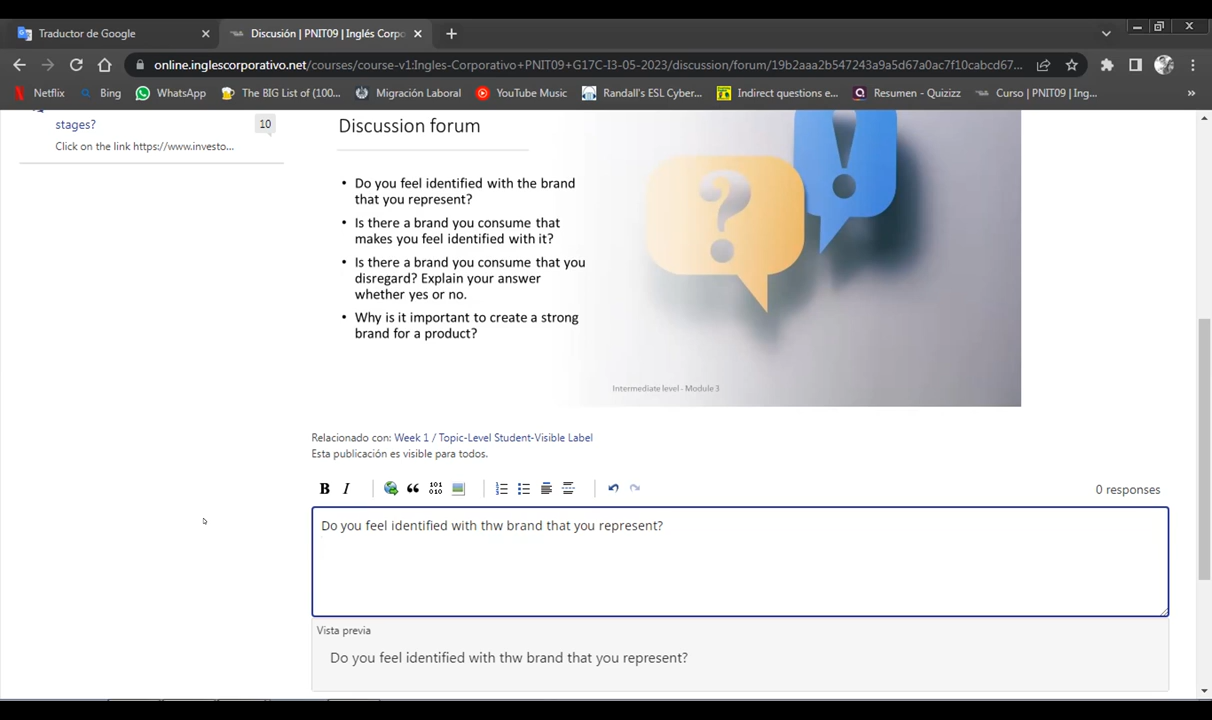 Traductor de Google
Discusión | PNIT09 | Inglés Corpo
online.inglescorporativo.net/courses/course-v1:Ingles-Corporativo+PNIT09+G17C-I3-05-2023/discussion/forum/19b2aaa2b547243a9a5d67a0ac7f10cabcd67...
Netflix
Bing
WhatsApp
The BIG List of (100...
Migración Laboral
YouTube Music
Randall's ESL Cyber...
Indirect questions e...
Resumen - Quizizz
Curso | PNIT09 | Ing...
»
stages?
10
Click on the link https://www.investo...
Discussion forum
• Do you feel identified with the brand
that you represent?
• Is there a brand you consume that
makes you feel identified with it?
• Is there a brand you consume that you
disregard? Explain your answer
whether yes or no.
• Why is it important to create a strong
brand for a product?
?
!
Intermediate level - Module 3
Relacionado con: Week 1 / Topic-Level Student-Visible Label
Esta publicación es visible para todos.
B I
101
010
0 responses
Do you feel identified with thw brand that you represent?
Vista previa
Do you feel identified with thw brand that you represent?